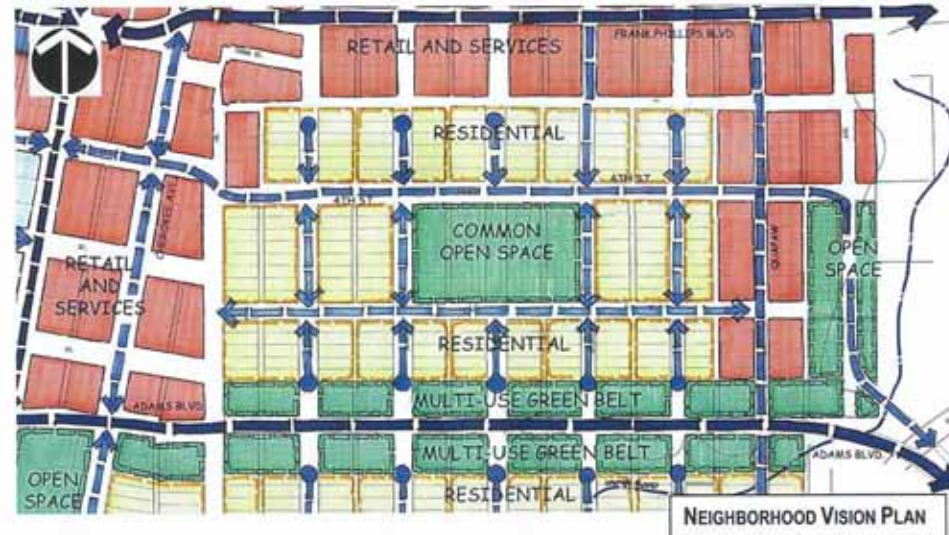 RETAIL AND SERVICES
FRANK PHILLIPS BLVD.
RESIDENTIAL
4TH ST
4TH ST
COMMON
OPEN SPACE
QUAPAW
OPEN
SPACE
RETAIL
AND
SERVICES
RESIDENTIAL
ADAMS BLVD.
MULTI-USE GREEN BELT
MULTI-USE GREEN BELT
ADAMS BLVD.
OPEN
SPACE
RESIDENTIAL
NEIGHBORHOOD VISION PLAN